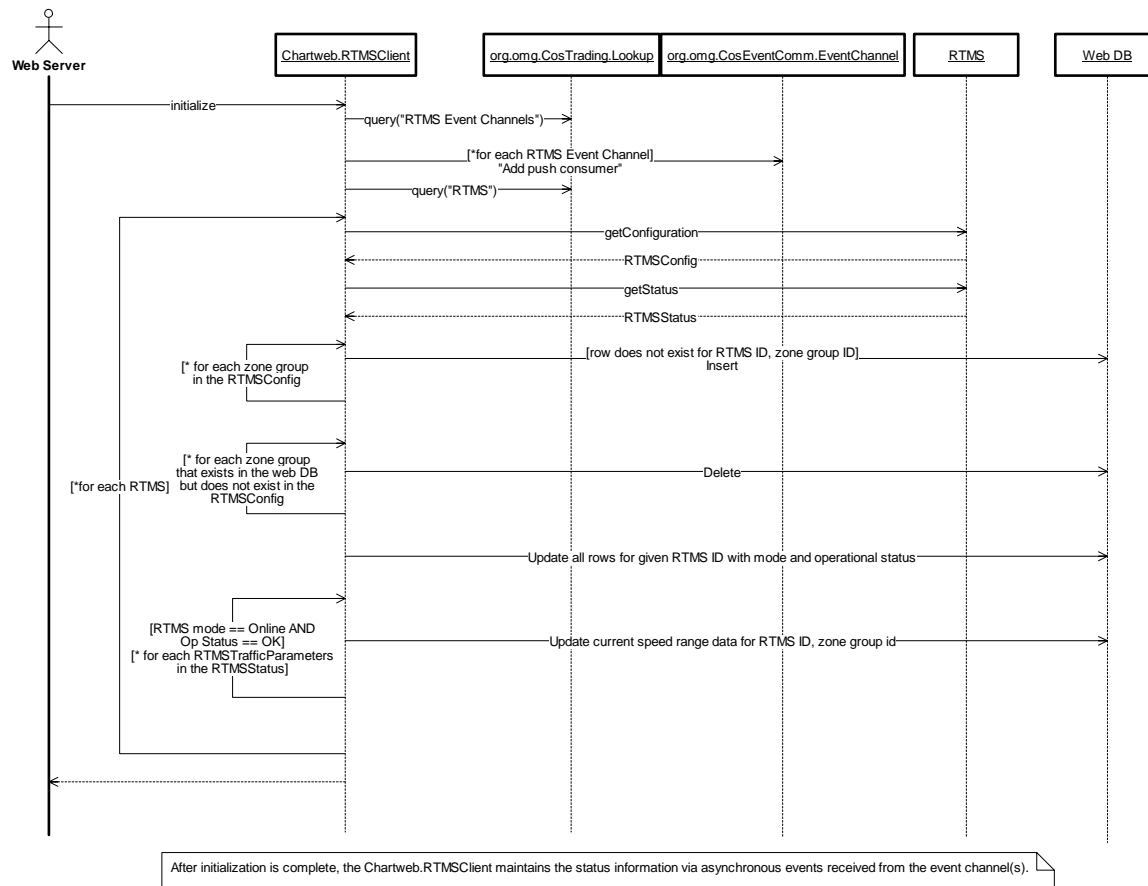 Web Server
Chartweb.RTMSClient
org.omg.CosTrading.Lookup
org.omg.CosEventComm.EventChannel
RTMS
Web DB
initialize
query("RTMS Event Channels")
[*for each RTMS Event Channel]
"Add push consumer"
query("RTMS")
getConfiguration
RTMSConfig
getStatus
RTMSStatus
[* for each zone group
in the RTMSConfig
[row does not exist for RTMS ID, zone group ID]
Insert
[*for each RTMS]
[* for each zone group
that exists in the web DB
but does not exist in the
RTMSConfig
Delete
Update all rows for given RTMS ID with mode and operational status
[RTMS mode == Online AND
Op Status == OK]
[* for each RTMSTrafficParameters
in the RTMSStatus]
Update current speed range data for RTMS ID, zone group id
After initialization is complete, the Chartweb.RTMSClient maintains the status information via asynchronous events received from the event channel(s).